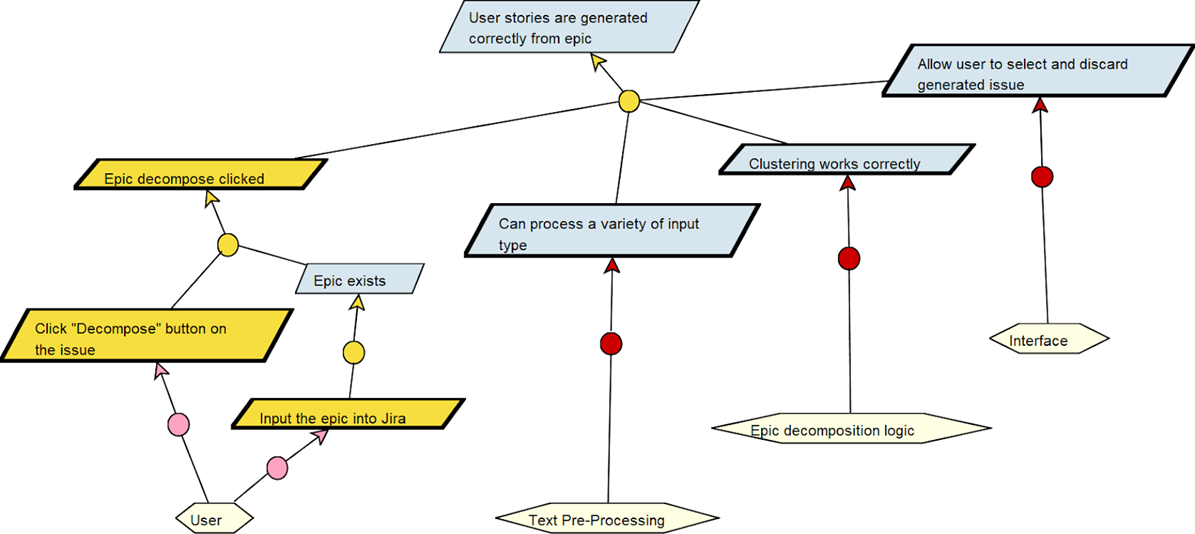 User stories are generated
correctly from epic
Allow user to select and discard
generated issue
Clustering works correctly
Epic decompose clicked
Can process a variety of input
type
Epic exists
Click "Decompose" button on
the issue
Interface
Input the epic into Jira
Epic decomposition logic
User
Text Pre-Processing